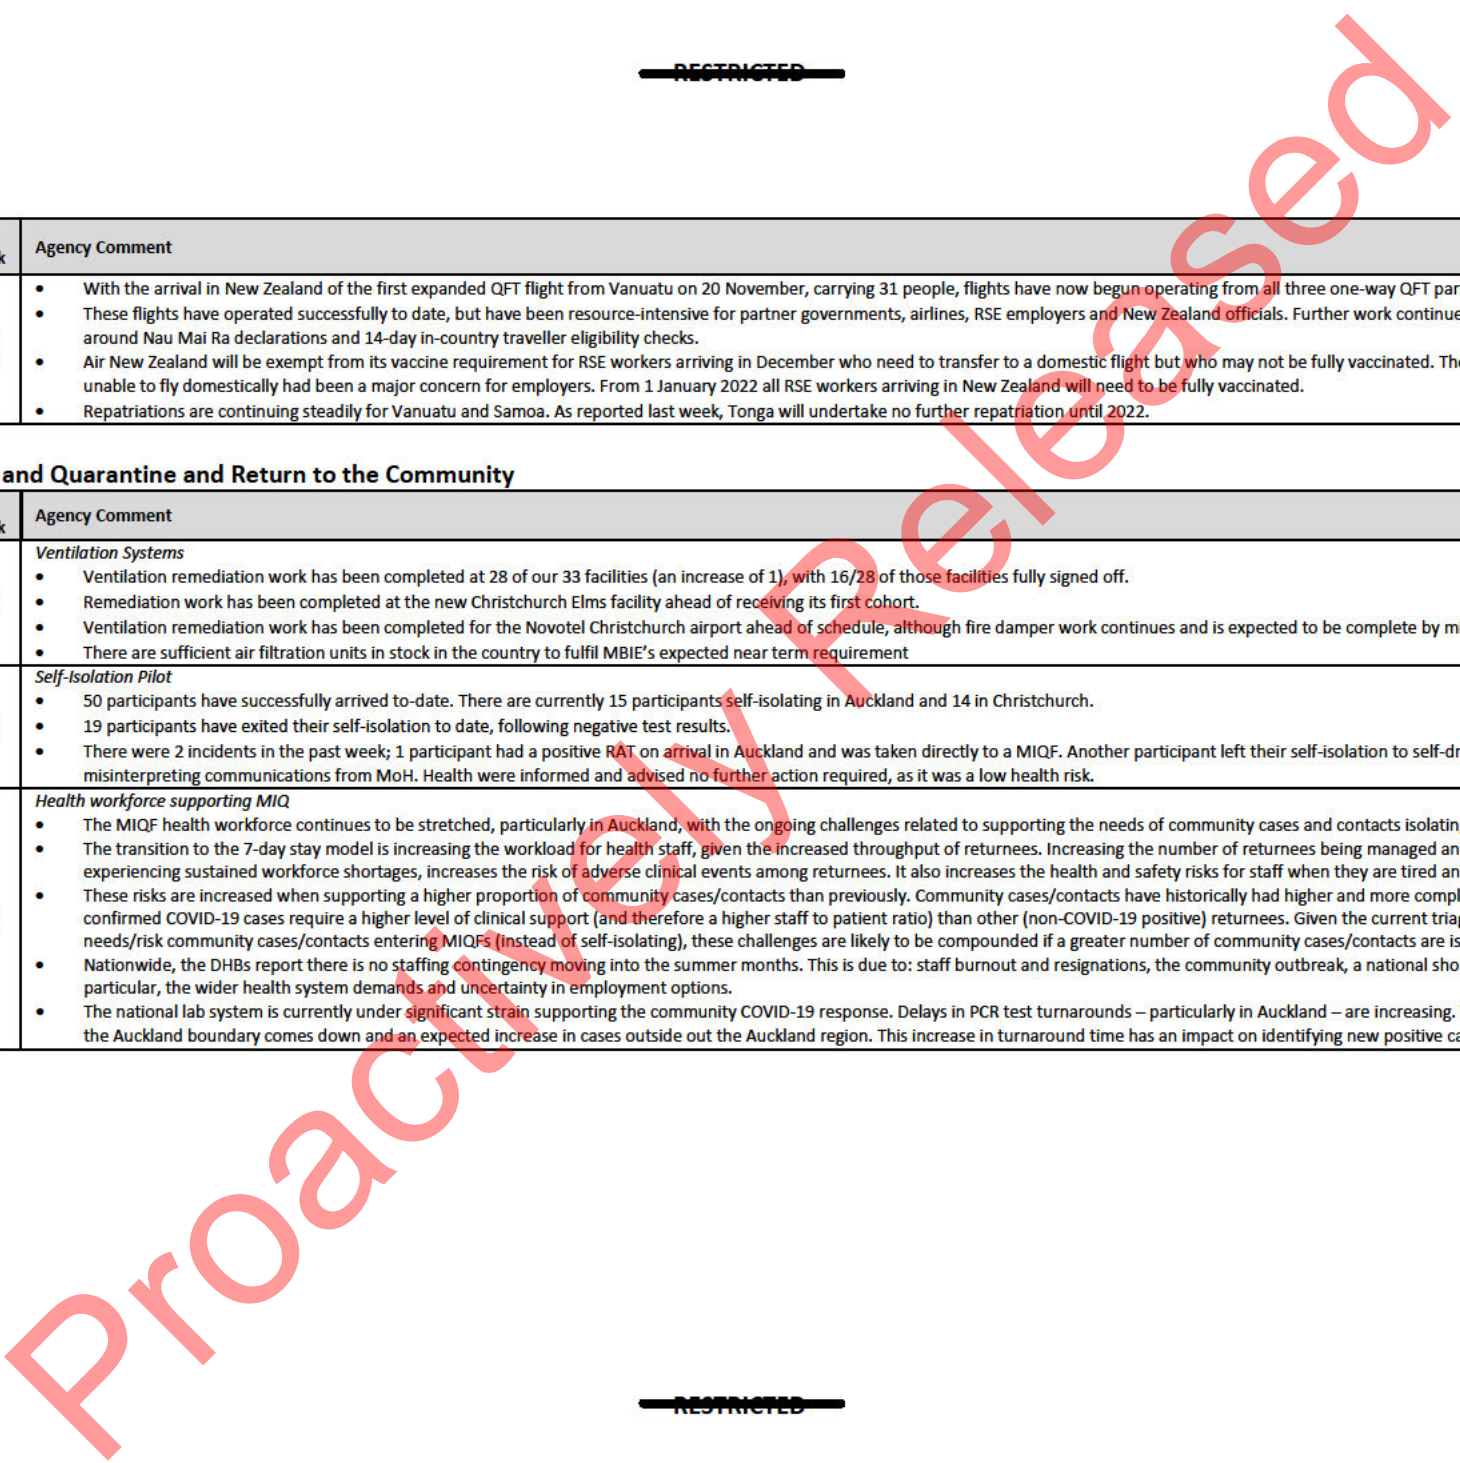 RESTRICTED
k
Agency Comment
• With the arrival in New Zealand of the first expanded QFT flight from Vanuatu on 20 November, carrying 31 people, flights have now begun operating from all three one-way QFT par
• These flights have operated successfully to date, but have been resource-intensive for partner governments, airlines, RSE employers and New Zealand officials. Further work continue
around Nau Mai Ra declarations and 14-day in-country traveller eligibility checks.
• Air New Zealand will be exempt from its vaccine requirement for RSE workers arriving in December who need to transfer to a domestic flight but who may not be fully vaccinated. The
unable to fly domestically had been a major concern for employers. From 1 January 2022 all RSE workers arriving in New Zealand will need to be fully vaccinated.
• Repatriations are continuing steadily for Vanuatu and Samoa. As reported last week, Tonga will undertake no further repatriation until 2022.
and Quarantine and Return to the Community
k
Agency Comment
Ventilation Systems
• Ventilation remediation work has been completed at 28 of our 33 facilities (an increase of 1), with 16/28 of those facilities fully signed off.
• Remediation work has been completed at the new Christchurch Elms facility ahead of receiving its first cohort.
• Ventilation remediation work has been completed for the Novotel Christchurch airport ahead of schedule, although fire damper work continues and is expected to be complete by mi
• There are sufficient air filtration units in stock in the country to fulfil MBIE's expected near term requirement
Self-Isolation Pilot
• 50 participants have successfully arrived to-date. There are currently 15 participants self-isolating in Auckland and 14 in Christchurch.
• 19 participants have exited their self-isolation to date, following negative test results.
• There were 2 incidents in the past week; 1 participant had a positive RAT on arrival in Auckland and was taken directly to a MIQF. Another participant left their self-isolation to self-dr
misinterpreting communications from MoH. Health were informed and advised no further action required, as it was a low health risk.
Health workforce supporting MIQ
• The MIQF health workforce continues to be stretched, particularly in Auckland, with the ongoing challenges related to supporting the needs of community cases and contacts isolatin
• The transition to the 7-day stay model is increasing the workload for health staff, given the increased throughput of returnees. Increasing the number of returnees being managed an
experiencing sustained workforce shortages, increases the risk of adverse clinical events among returnees. It also increases the health and safety risks for staff when they are tired an
• These risks are increased when supporting a higher proportion of community cases/contacts than previously. Community cases/contacts have historically had higher and more compl
confirmed COVID-19 cases require a higher level of clinical support (and therefore a higher staff to patient ratio) than other (non-COVID-19 positive) returnees. Given the current triag
needs/risk community cases/contacts entering MIQFs (instead of self-isolating), these challenges are likely to be compounded if a greater number of community cases/contacts are is
• Nationwide, the DHBs report there is no staffing contingency moving into the summer months. This is due to: staff burnout and resignations, the community outbreak, a national sho
particular, the wider health system demands and uncertainty in employment options.
• The national lab system is currently under significant strain supporting the community COVID-19 response. Delays in PCR test turnarounds – particularly in Auckland – are increasing.
the Auckland boundary comes down and an expected increase in cases outside out the Auckland region. This increase in turnaround time has an impact on identifying new positive ca
Proactively Released
RESTRICTED